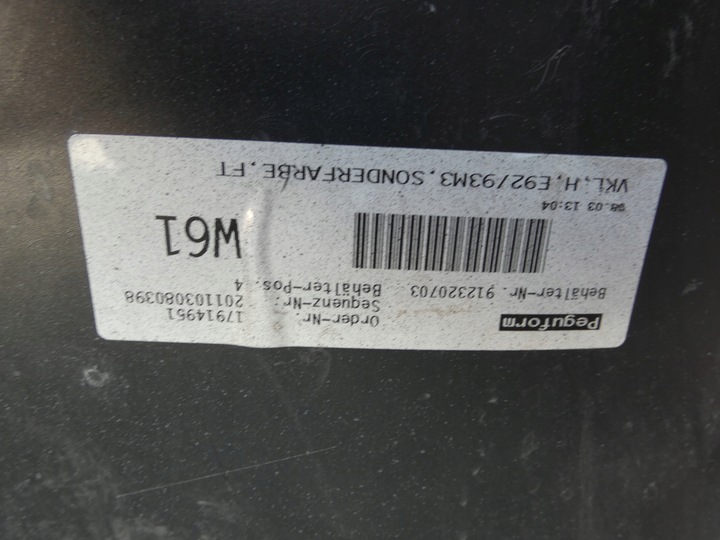 Peguform
Order-Nr. 17914951
Sequenz-Nr: 201103080398
Behälter-Nr. 912320703 Behälter-Pos. 4
W61
08.03 13:04
VKL,H,E92/93M3,SONDERFARBE,FT